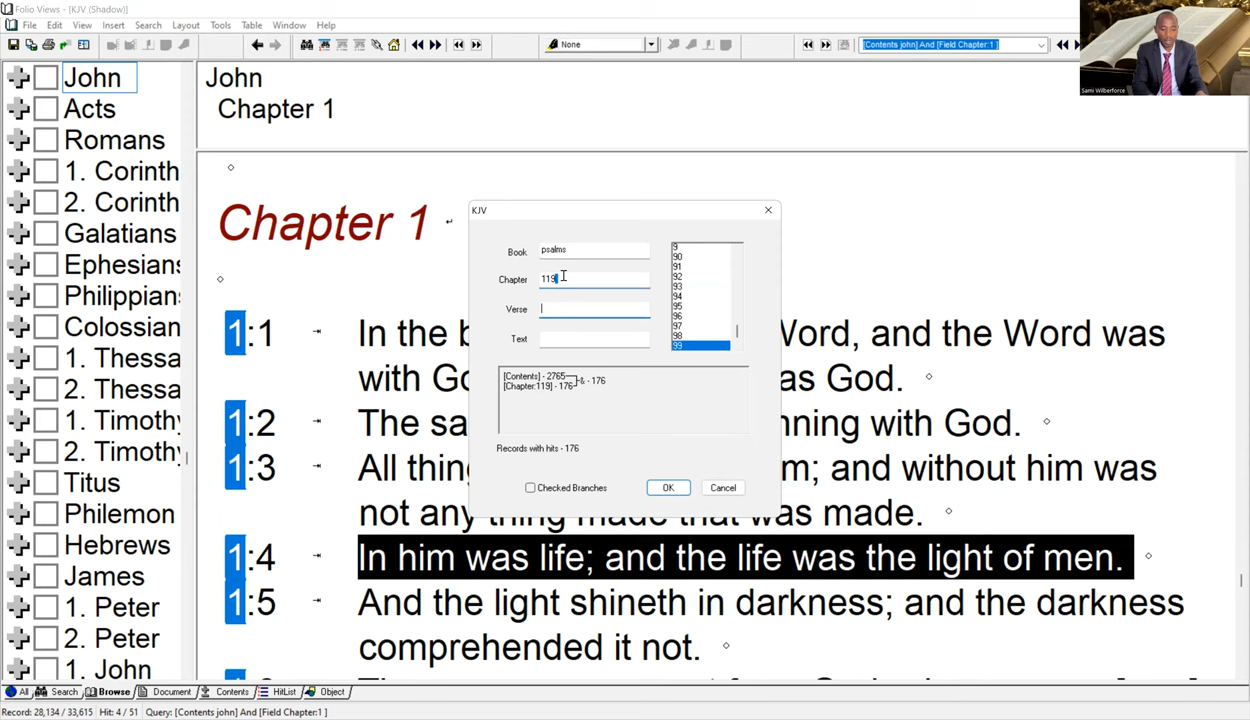 Folio Views - [KJV (Shadow)]
File Edit View Insert Search Layout Tools Table Window Help
None
[Contents john] And [Field Chapter:1 ]
Sami Wilberforce
John
Acts
Romans
1. Corinth
2. Corinth
Galatians
Ephesians
Philippians
Colossian
1. Thessa
2. Thessa
1. Timothy
2. Timothy
Titus
Philemon
Hebrews
James
1. Peter
2. Peter
1. John
John
Chapter 1
Chapter 1
1:1 In the b Word, and the Word was
with Go as God.
1:2 The sa nning with God.
1:3 All thing m; and without him was
not any thing made that was made.
1:4 In him was life; and the life was the light of men.
1:5 And the light shineth in darkness; and the darkness
comprehended it not.
KJV
Book psalms
Chapter 119
Verse
Text
9
90
91
92
93
94
95
96
97
98
99
[Contents] - 2765
& - 176
[Chapter:119] - 176
Records with hits - 176
Checked Branches OK Cancel
All Search Browse Document Contents HitList Object
Record: 28,134 / 33,615 Hit: 4 / 51 Query: [Contents john] And [Field Chapter:1 ]